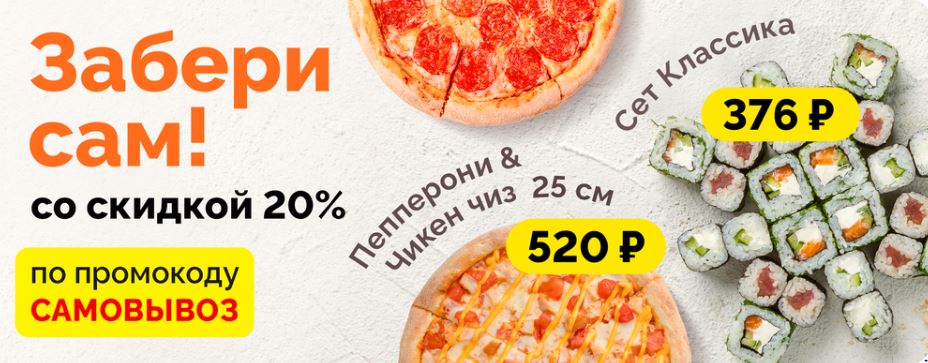 Забери
сам!
со скидкой 20%
по промокоду
САМОВЫВОЗ
Пепперони &
Чикен чиз 25 см
520 ₽
Сет Классика
376 ₽